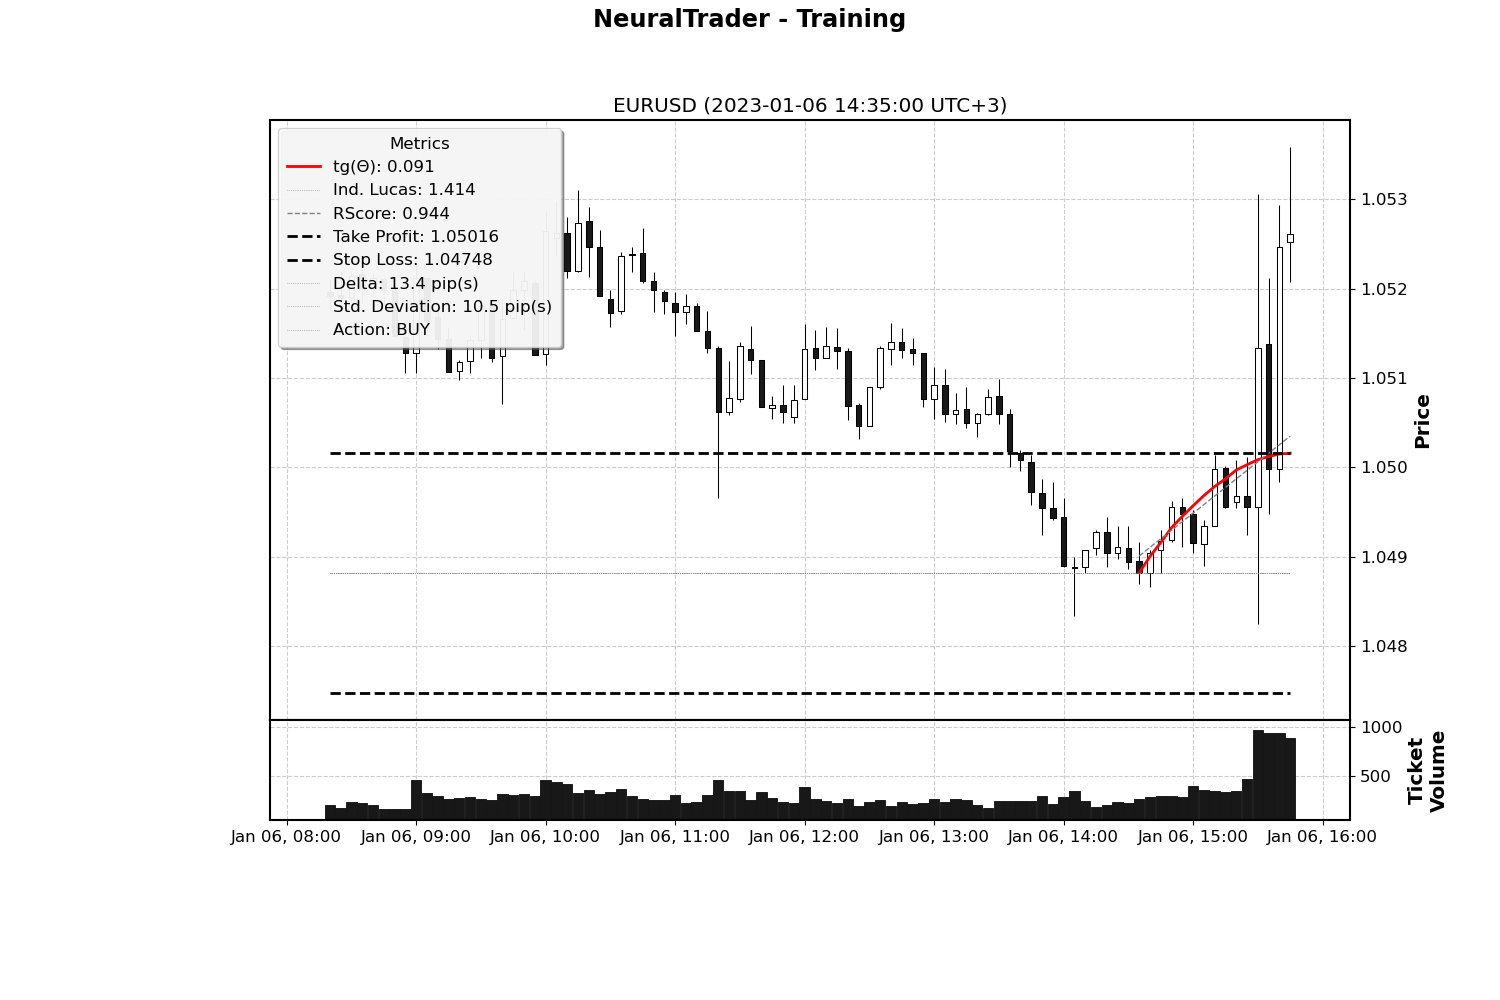 NeuralTrader - Training
EURUSD (2023-01-06 14:35:00 UTC+3)
Metrics
tg(Θ): 0.091
Ind. Lucas: 1.414
RScore: 0.944
Take Profit: 1.05016
Stop Loss: 1.04748
Delta: 13.4 pip(s)
Std. Deviation: 10.5 pip(s)
Action: BUY
1.053
1.052
1.051
1.050
1.049
1.048
Price
1000
500
Ticket
Volume
Jan 06, 08:00
Jan 06, 09:00
Jan 06, 10:00
Jan 06, 11:00
Jan 06, 12:00
Jan 06, 13:00
Jan 06, 14:00
Jan 06, 15:00
Jan 06, 16:00